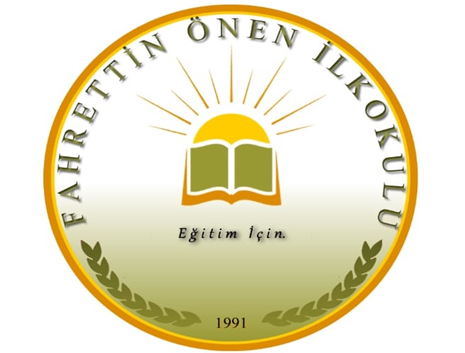 FAHRETTİN ÖNEN İLKOKULU
Eğitim İçin.
1991